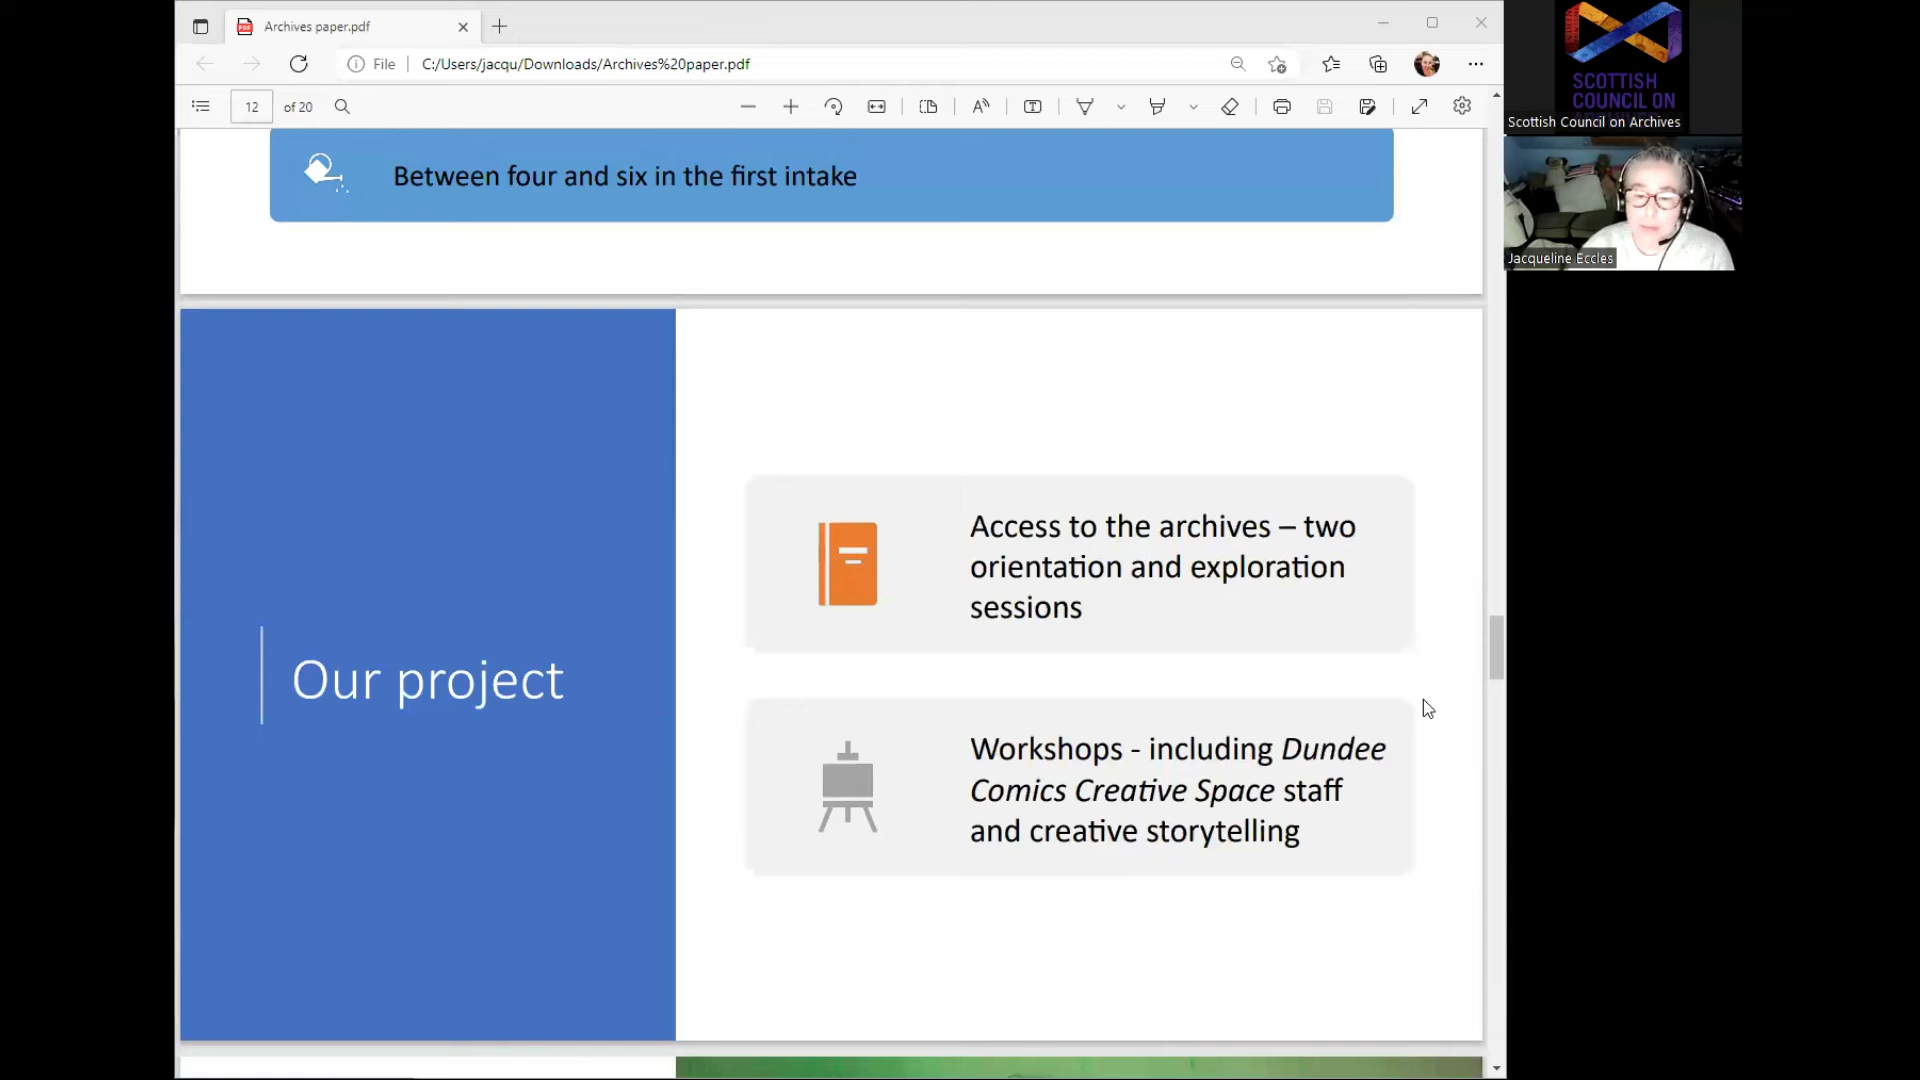 Archives paper.pdf
File
C:/Users/jacqu/Downloads/Archives%20paper.pdf
12 of 20
Between four and six in the first intake
Our project
Access to the archives – two
orientation and exploration
sessions
Workshops - including Dundee
Comics Creative Space staff
and creative storytelling
SCOTTISH
COUNCIL ON
Scottish Council on Archives
Jacqueline Eccles